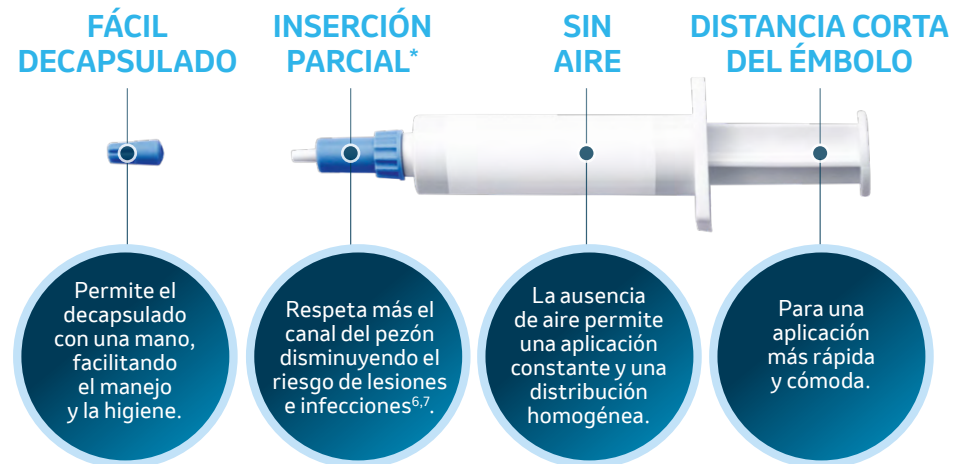 FÁCIL
DECAPSULADO
INSERCIÓN
PARCIAL*
SIN
AIRE
DISTANCIA CORTA
DEL ÉMBOLO
Permite el
decapsulado
con una mano,
facilitando
el manejo
y la higiene.
Respeta más el
canal del pezón
disminuyendo el
riesgo de lesiones
e infecciones⁶,⁷.
La ausencia
de aire permite
una aplicación
constante y una
distribución
homogénea.
Para una
aplicación
más rápida
y cómoda.